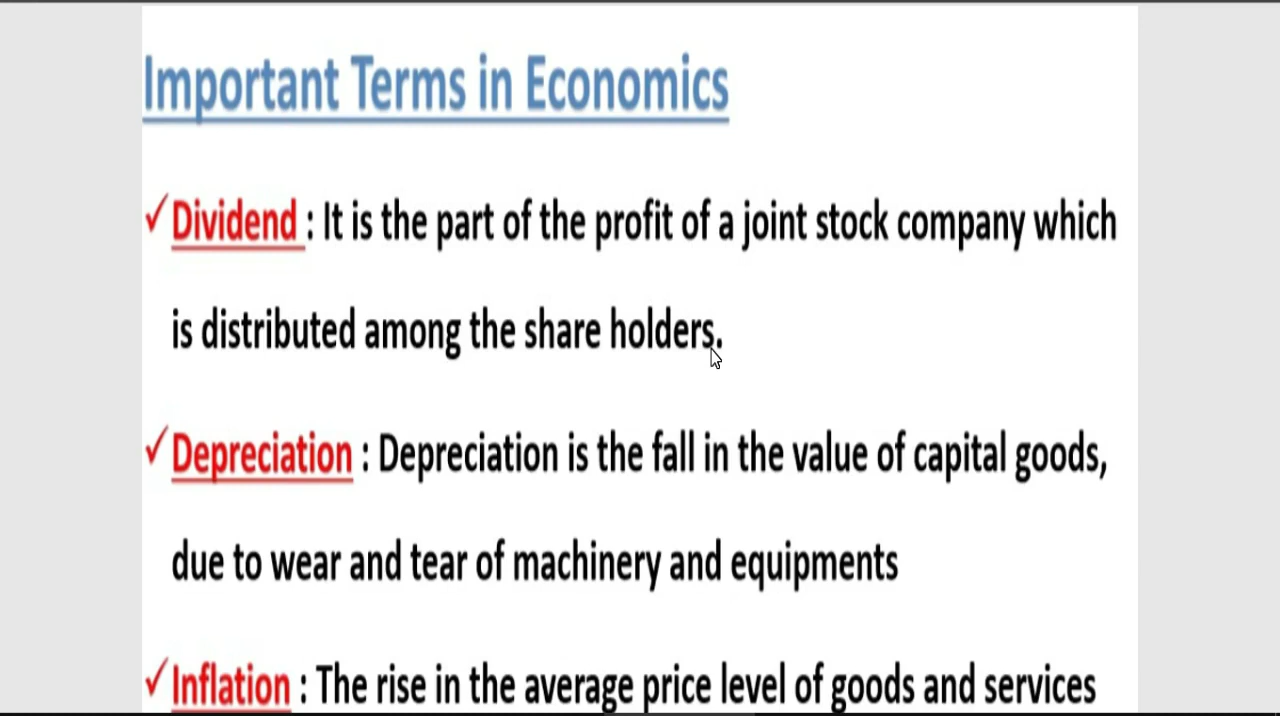 Important Terms in Economics
✓Dividend : It is the part of the profit of a joint stock company which
is distributed among the share holders.
✓Depreciation : Depreciation is the fall in the value of capital goods,
due to wear and tear of machinery and equipments
✓Inflation : The rise in the average price level of goods and services